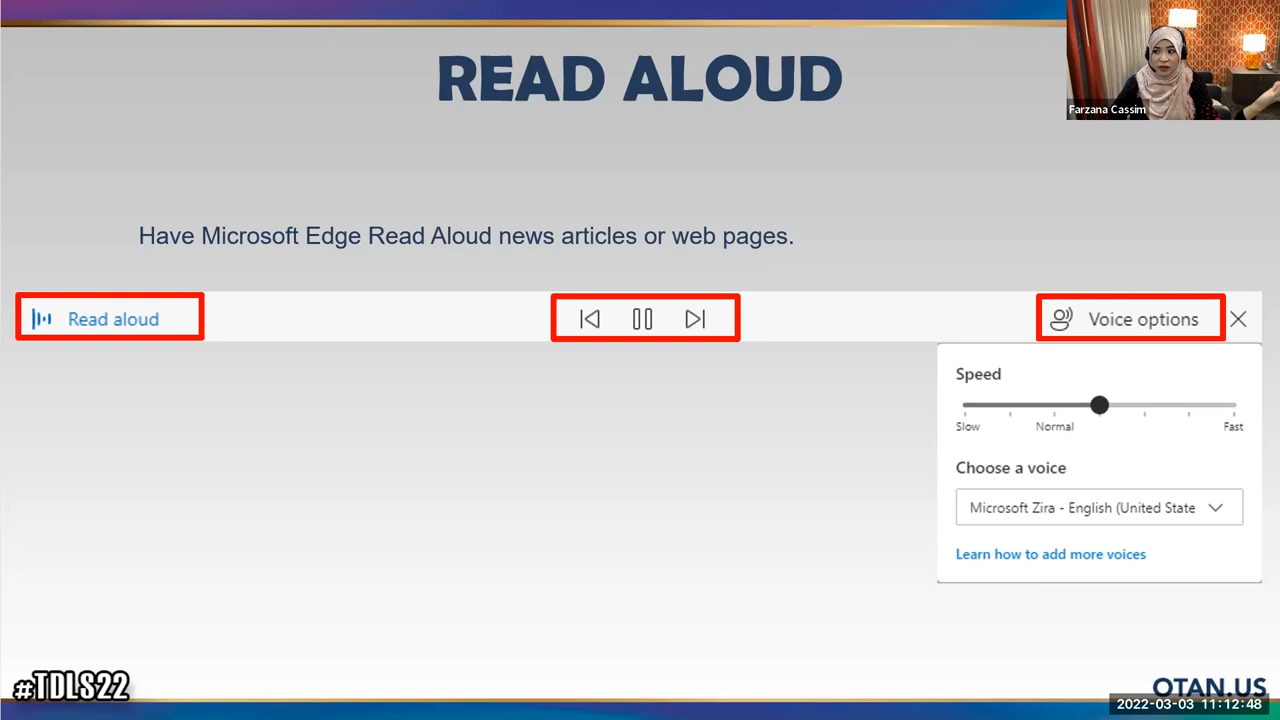 READ ALOUD
Farzana Cassim
Have Microsoft Edge Read Aloud news articles or web pages.
Read aloud
Voice options
Speed
Slow Normal Fast
Choose a voice
Microsoft Zira - English (United State
Learn how to add more voices
#TDLS22
OTAN.US
2022-03-03 11:12:48